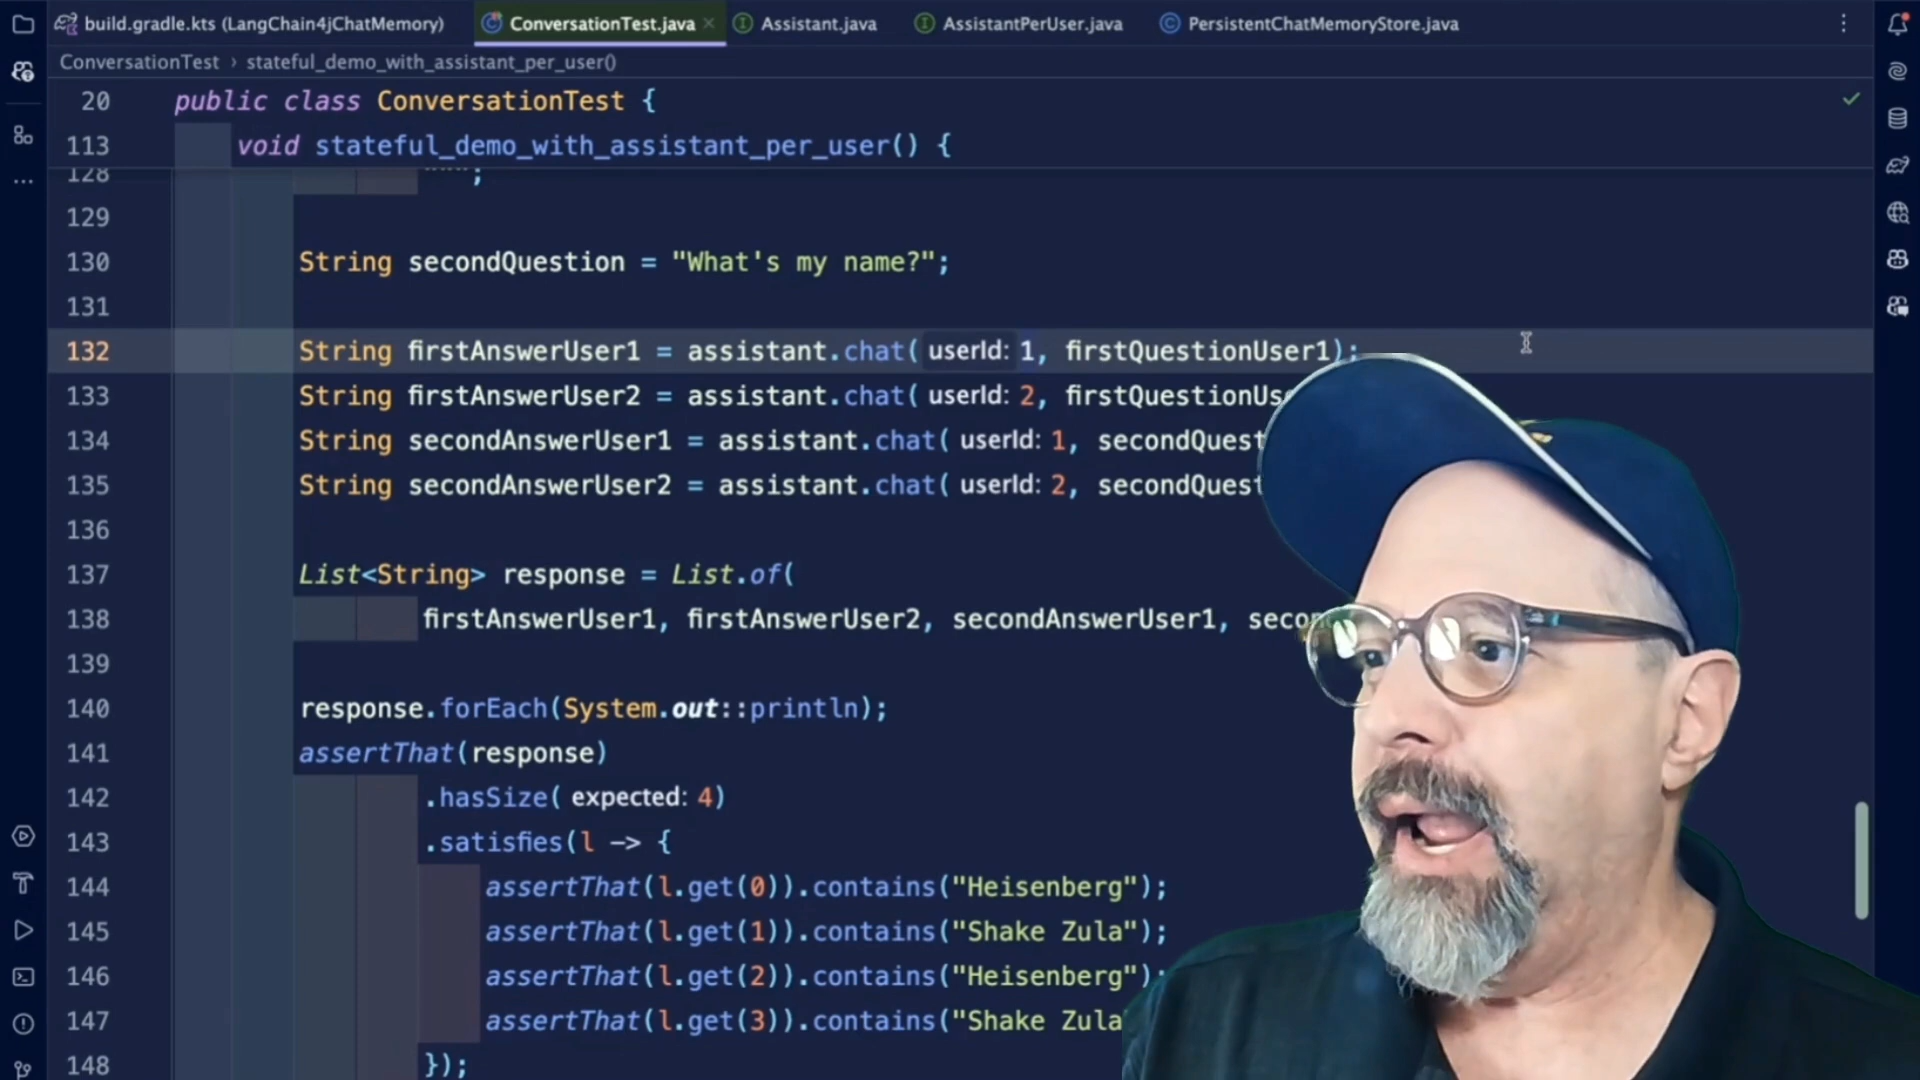 build.gradle.kts (LangChain4jChatMemory)
ConversationTest.java
Assistant.java
AssistantPerUser.java
PersistentChatMemoryStore.java
ConversationTest › stateful_demo_with_assistant_per_user()
20 public class ConversationTest {
113 void stateful_demo_with_assistant_per_user() {
128 """;
129
130 String secondQuestion = "What's my name?";
131
132 String firstAnswerUser1 = assistant.chat( userId: 1, firstQuestionUser1);
133 String firstAnswerUser2 = assistant.chat( userId: 2, firstQuestionUse
134 String secondAnswerUser1 = assistant.chat( userId: 1, secondQuest
135 String secondAnswerUser2 = assistant.chat( userId: 2, secondQuest
136
137 List<String> response = List.of(
138 firstAnswerUser1, firstAnswerUser2, secondAnswerUser1, secon
139
140 response.forEach(System.out::println);
141 assertThat(response)
142 .hasSize( expected: 4)
143 .satisfies(l -> {
144 assertThat(l.get(0)).contains("Heisenberg");
145 assertThat(l.get(1)).contains("Shake Zula");
146 assertThat(l.get(2)).contains("Heisenberg");
147 assertThat(l.get(3)).contains("Shake Zula
148 });